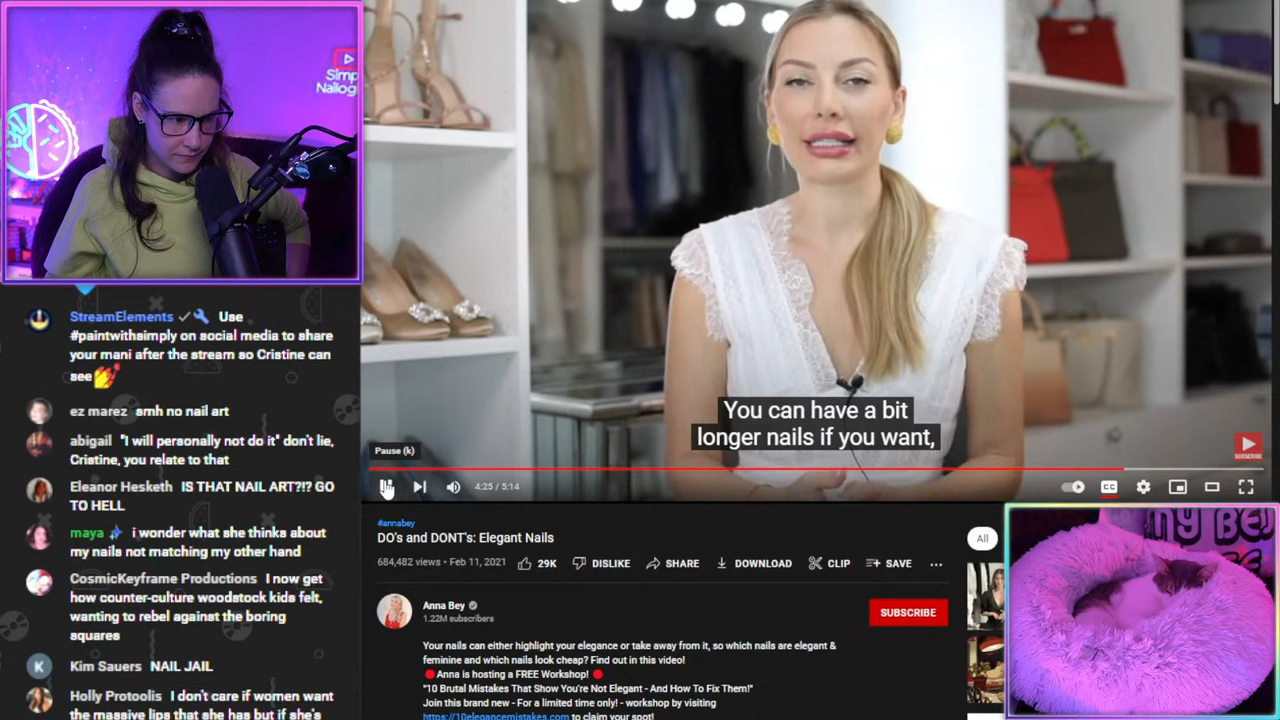 Simp
Nailog
StreamElements Use
#paintwithsimply on social media to share
your mani after the stream so Cristine can
see
ez marez smh no nail art
abigail "I will personally not do it" don't lie,
Cristine, you relate to that
Eleanor Hesketh IS THAT NAIL ART?!? GO
TO HELL
maya i wonder what she thinks about
my nails not matching my other hand
CosmicKeyframe Productions I now get
how counter-culture woodstock kids felt,
wanting to rebel against the boring
squares
K Kim Sauers NAIL JAIL
Holly Protoolis I don't care if women want
the massive lips that she has but if she's
You can have a bit
longer nails if you want,
SUBSCRIBE
Pause (k)
4:25 / 5:14
CC
#annabey
DO's and DONT's: Elegant Nails
684,482 views • Feb 11, 2021
29K
DISLIKE
SHARE
DOWNLOAD
CLIP
SAVE
...
All
Anna Bey
1.22M subscribers
SUBSCRIBE
Your nails can either highlight your elegance or take away from it, so which nails are elegant &
feminine and which nails look cheap? Find out in this video!
Anna is hosting a FREE Workshop!
"10 Brutal Mistakes That Show You're Not Elegant - And How To Fix Them!"
Join this brand new - For a limited time only! - workshop by visiting
https://10elegancemistakes.com to claim your spot!